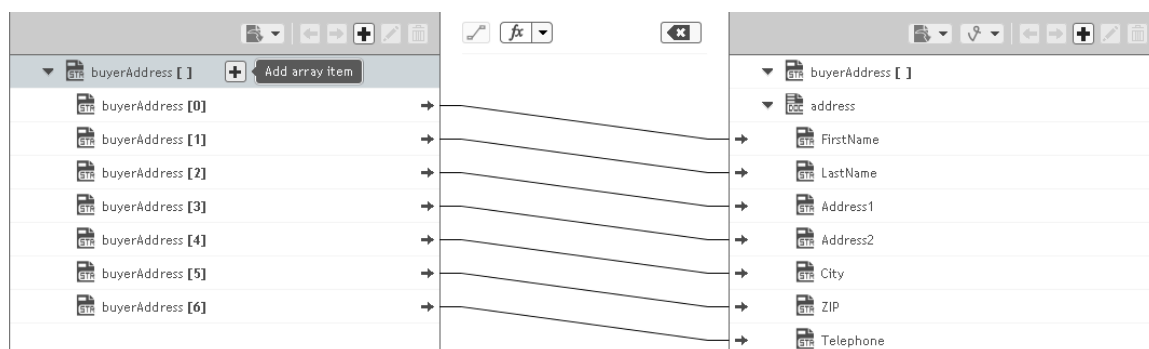 fx
buyerAddress [ ]
Add array item
buyerAddress [0]
buyerAddress [1]
buyerAddress [2]
buyerAddress [3]
buyerAddress [4]
buyerAddress [5]
buyerAddress [6]
buyerAddress [ ]
address
FirstName
LastName
Address1
Address2
City
ZIP
Telephone